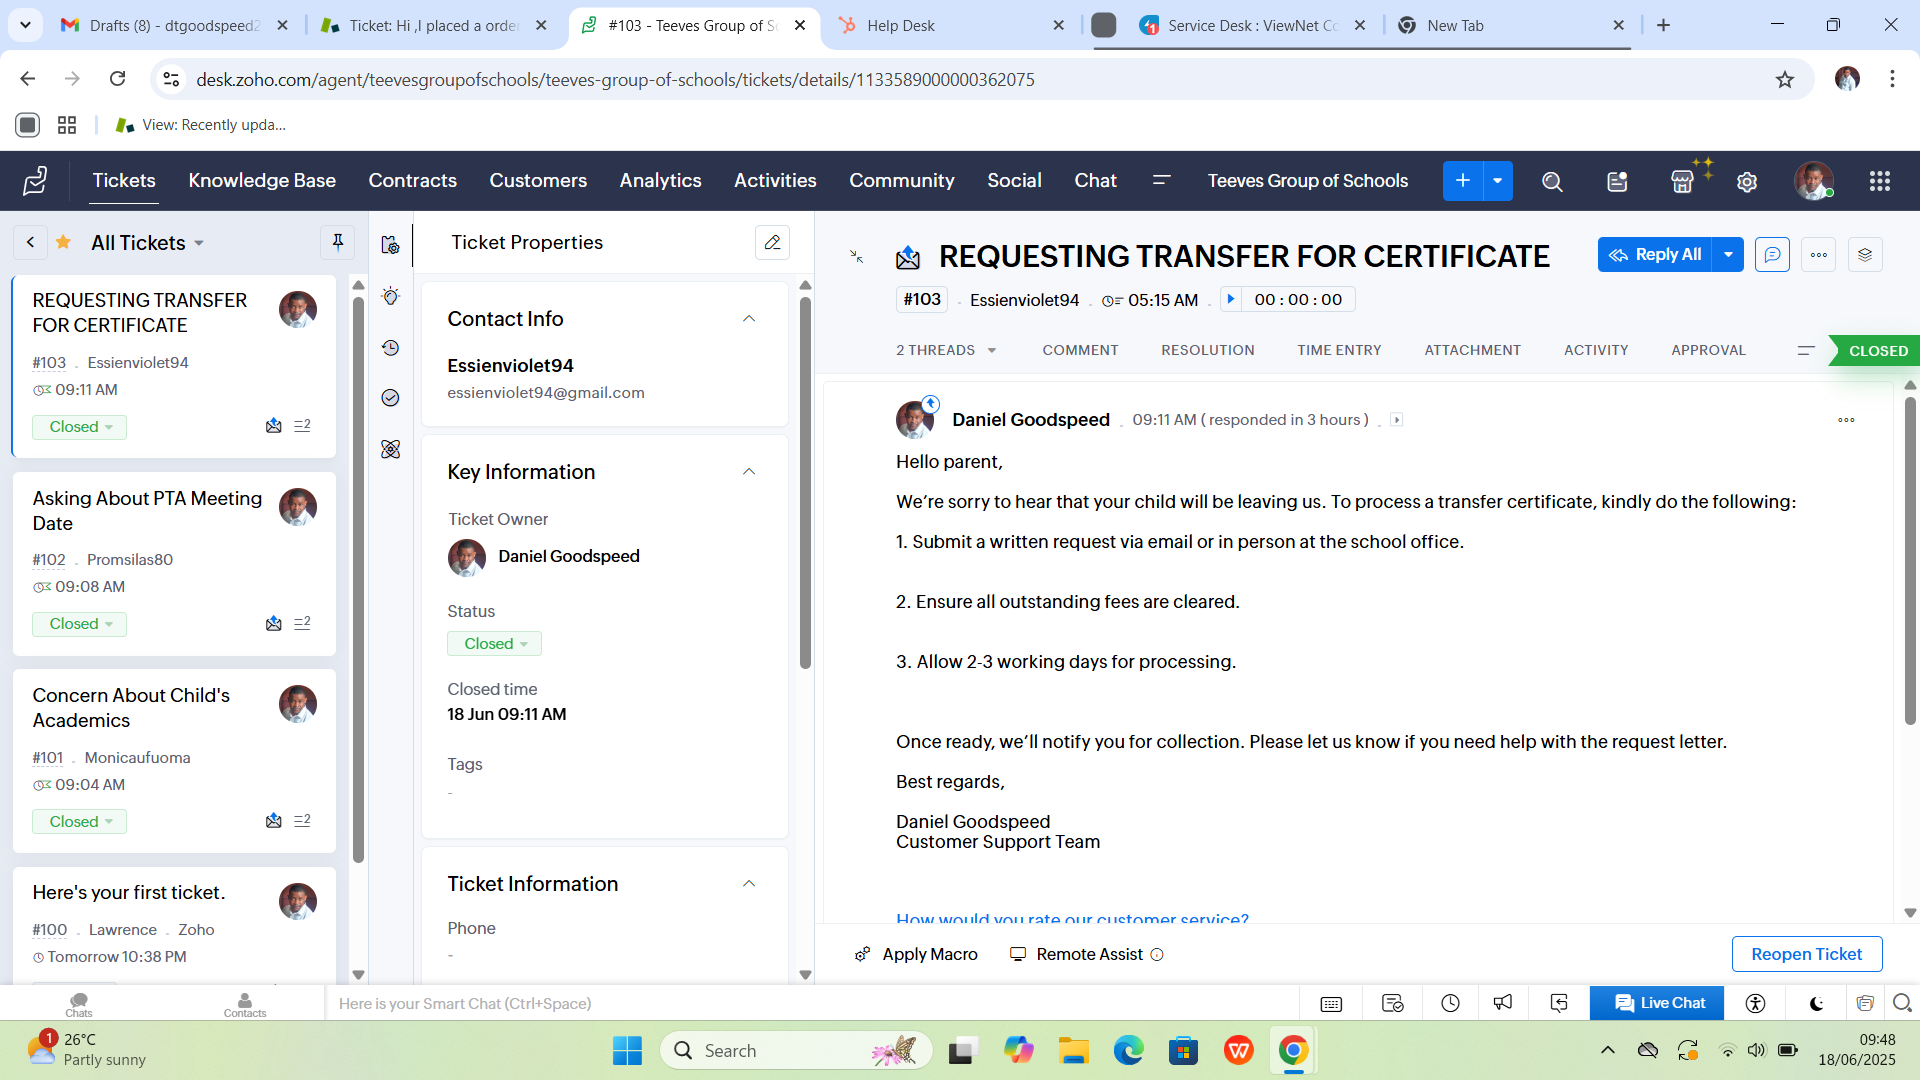 Drafts (8) - dtgoodspeed2
Ticket: Hi ,I placed a orde
#103 - Teeves Group of S
Help Desk
Service Desk : ViewNet Co
New Tab
desk.zoho.com/agent/teevesgroupofschools/teeves-group-of-schools/tickets/details/1133589000000362075
View: Recently upda...
Tickets
Knowledge Base
Contracts
Customers
Analytics
Activities
Community
Social
Chat
Teeves Group of Schools
All Tickets
REQUESTING TRANSFER
FOR CERTIFICATE
#103 . Essienviolet94
09:11 AM
Closed
2
Asking About PTA Meeting
Date
#102 . Promsilas80
09:08 AM
Closed
2
Concern About Child's
Academics
#101 . Monicaufuoma
09:04 AM
Closed
2
Here's your first ticket.
#100 . Lawrence . Zoho
Tomorrow 10:38 PM
Ticket Properties
Contact Info
Essienviolet94
essienviolet94@gmail.com
Key Information
Ticket Owner
Daniel Goodspeed
Status
Closed
Closed time
18 Jun 09:11 AM
Tags
-
Ticket Information
Phone
-
REQUESTING TRANSFER FOR CERTIFICATE
Reply All
#103 . Essienviolet94 . 05:15 AM . 00 : 00 : 00
2 THREADS
COMMENT
RESOLUTION
TIME ENTRY
ATTACHMENT
ACTIVITY
APPROVAL
CLOSED
Daniel Goodspeed . 09:11 AM ( responded in 3 hours ) .
Hello parent,
We’re sorry to hear that your child will be leaving us. To process a transfer certificate, kindly do the following:
1. Submit a written request via email or in person at the school office.
2. Ensure all outstanding fees are cleared.
3. Allow 2-3 working days for processing.
Once ready, we’ll notify you for collection. Please let us know if you need help with the request letter.
Best regards,
Daniel Goodspeed
Customer Support Team
How would you rate our customer service?
Apply Macro
Remote Assist
Reopen Ticket
Chats
Contacts
Here is your Smart Chat (Ctrl+Space)
Live Chat
1
26°C
Partly sunny
Search
09:48
18/06/2025